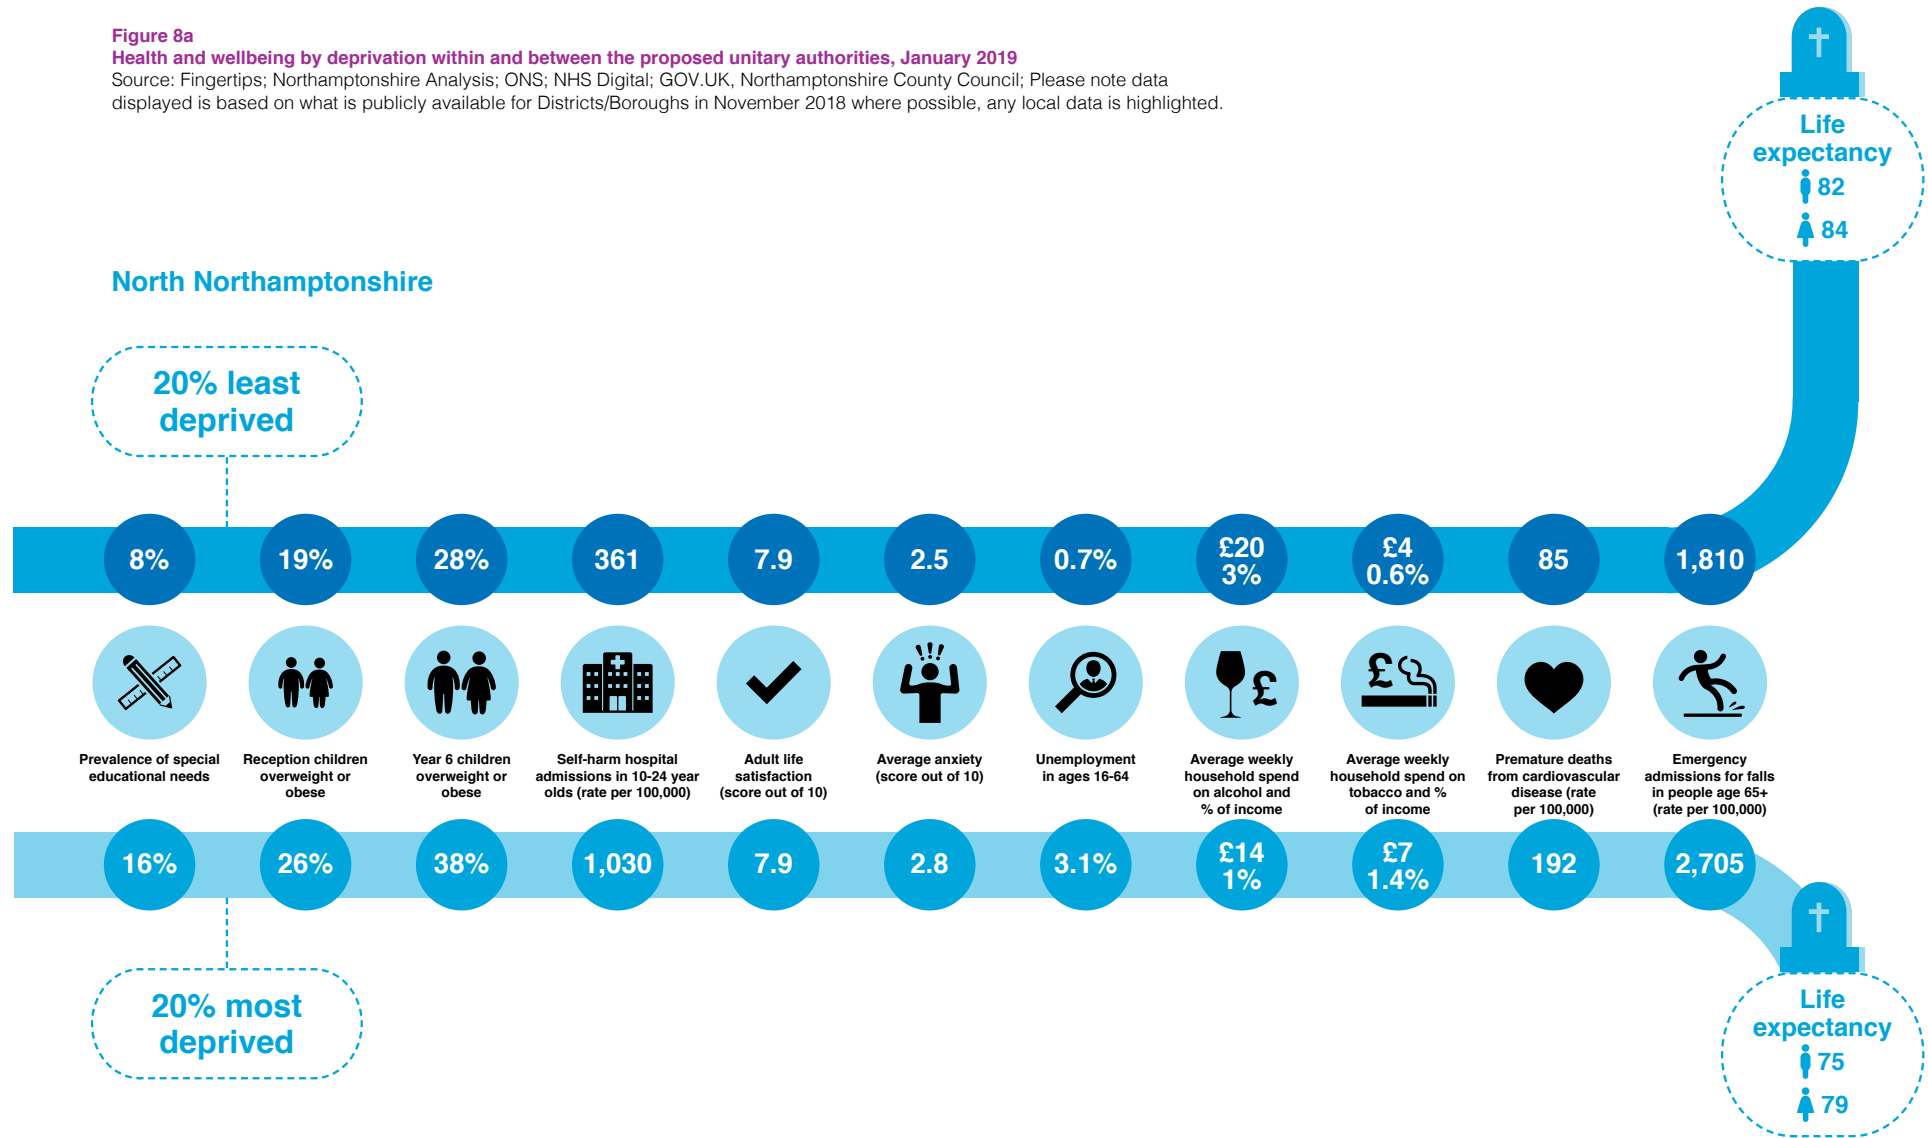 Figure 8a
Health and wellbeing by deprivation within and between the proposed unitary authorities, January 2019
Source: Fingertips; Northamptonshire Analysis; ONS; NHS Digital; GOV.UK, Northamptonshire County Council; Please note data
displayed is based on what is publicly available for Districts/Boroughs in November 2018 where possible, any local data is highlighted.
Life
expectancy
82
84
North Northamptonshire
20% least
deprived
8%
19%
28%
361
7.9
2.5
0.7%
£20
3%
£4
0.6%
85
1,810
!!!
£
£
Prevalence of special
educational needs
Reception children
overweight or
obese
Year 6 children
overweight or
obese
Self-harm hospital
admissions in 10-24 year
olds (rate per 100,000)
Adult life
satisfaction
(score out of 10)
Average anxiety
(score out of 10)
Unemployment
in ages 16-64
Average weekly
household spend
on alcohol and
% of income
Average weekly
household spend on
tobacco and %
of income
Premature deaths
from cardiovascular
disease (rate
per 100,000)
Emergency
admissions for falls
in people age 65+
(rate per 100,000)
16%
26%
38%
1,030
7.9
2.8
3.1%
£14
1%
£7
1.4%
192
2,705
20% most
deprived
Life
expectancy
75
79